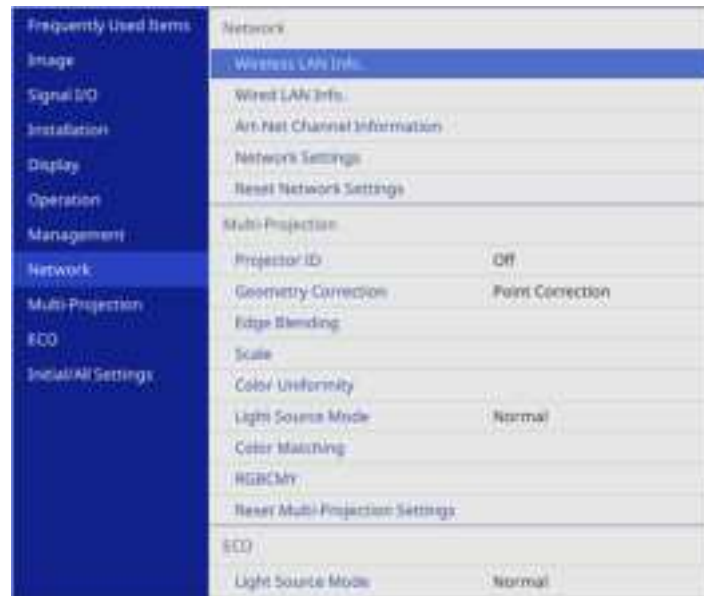 Frequently Used Items
Image
Signal I/O
Installation
Display
Operation
Management
Network
Multi-Projection
ECO
Initial/All Settings
Network
Wireless LAN Info.
Wired LAN Info.
Art-Net Channel Information
Network Settings
Reset Network Settings
Multi-Projection
Projector ID Off
Geometry Correction Point Correction
Edge Blending
Scale
Color Uniformity
Light Source Mode Normal
Color Matching
RGBCMY
Reset Multi-Projection Settings
ECO
Light Source Mode Normal